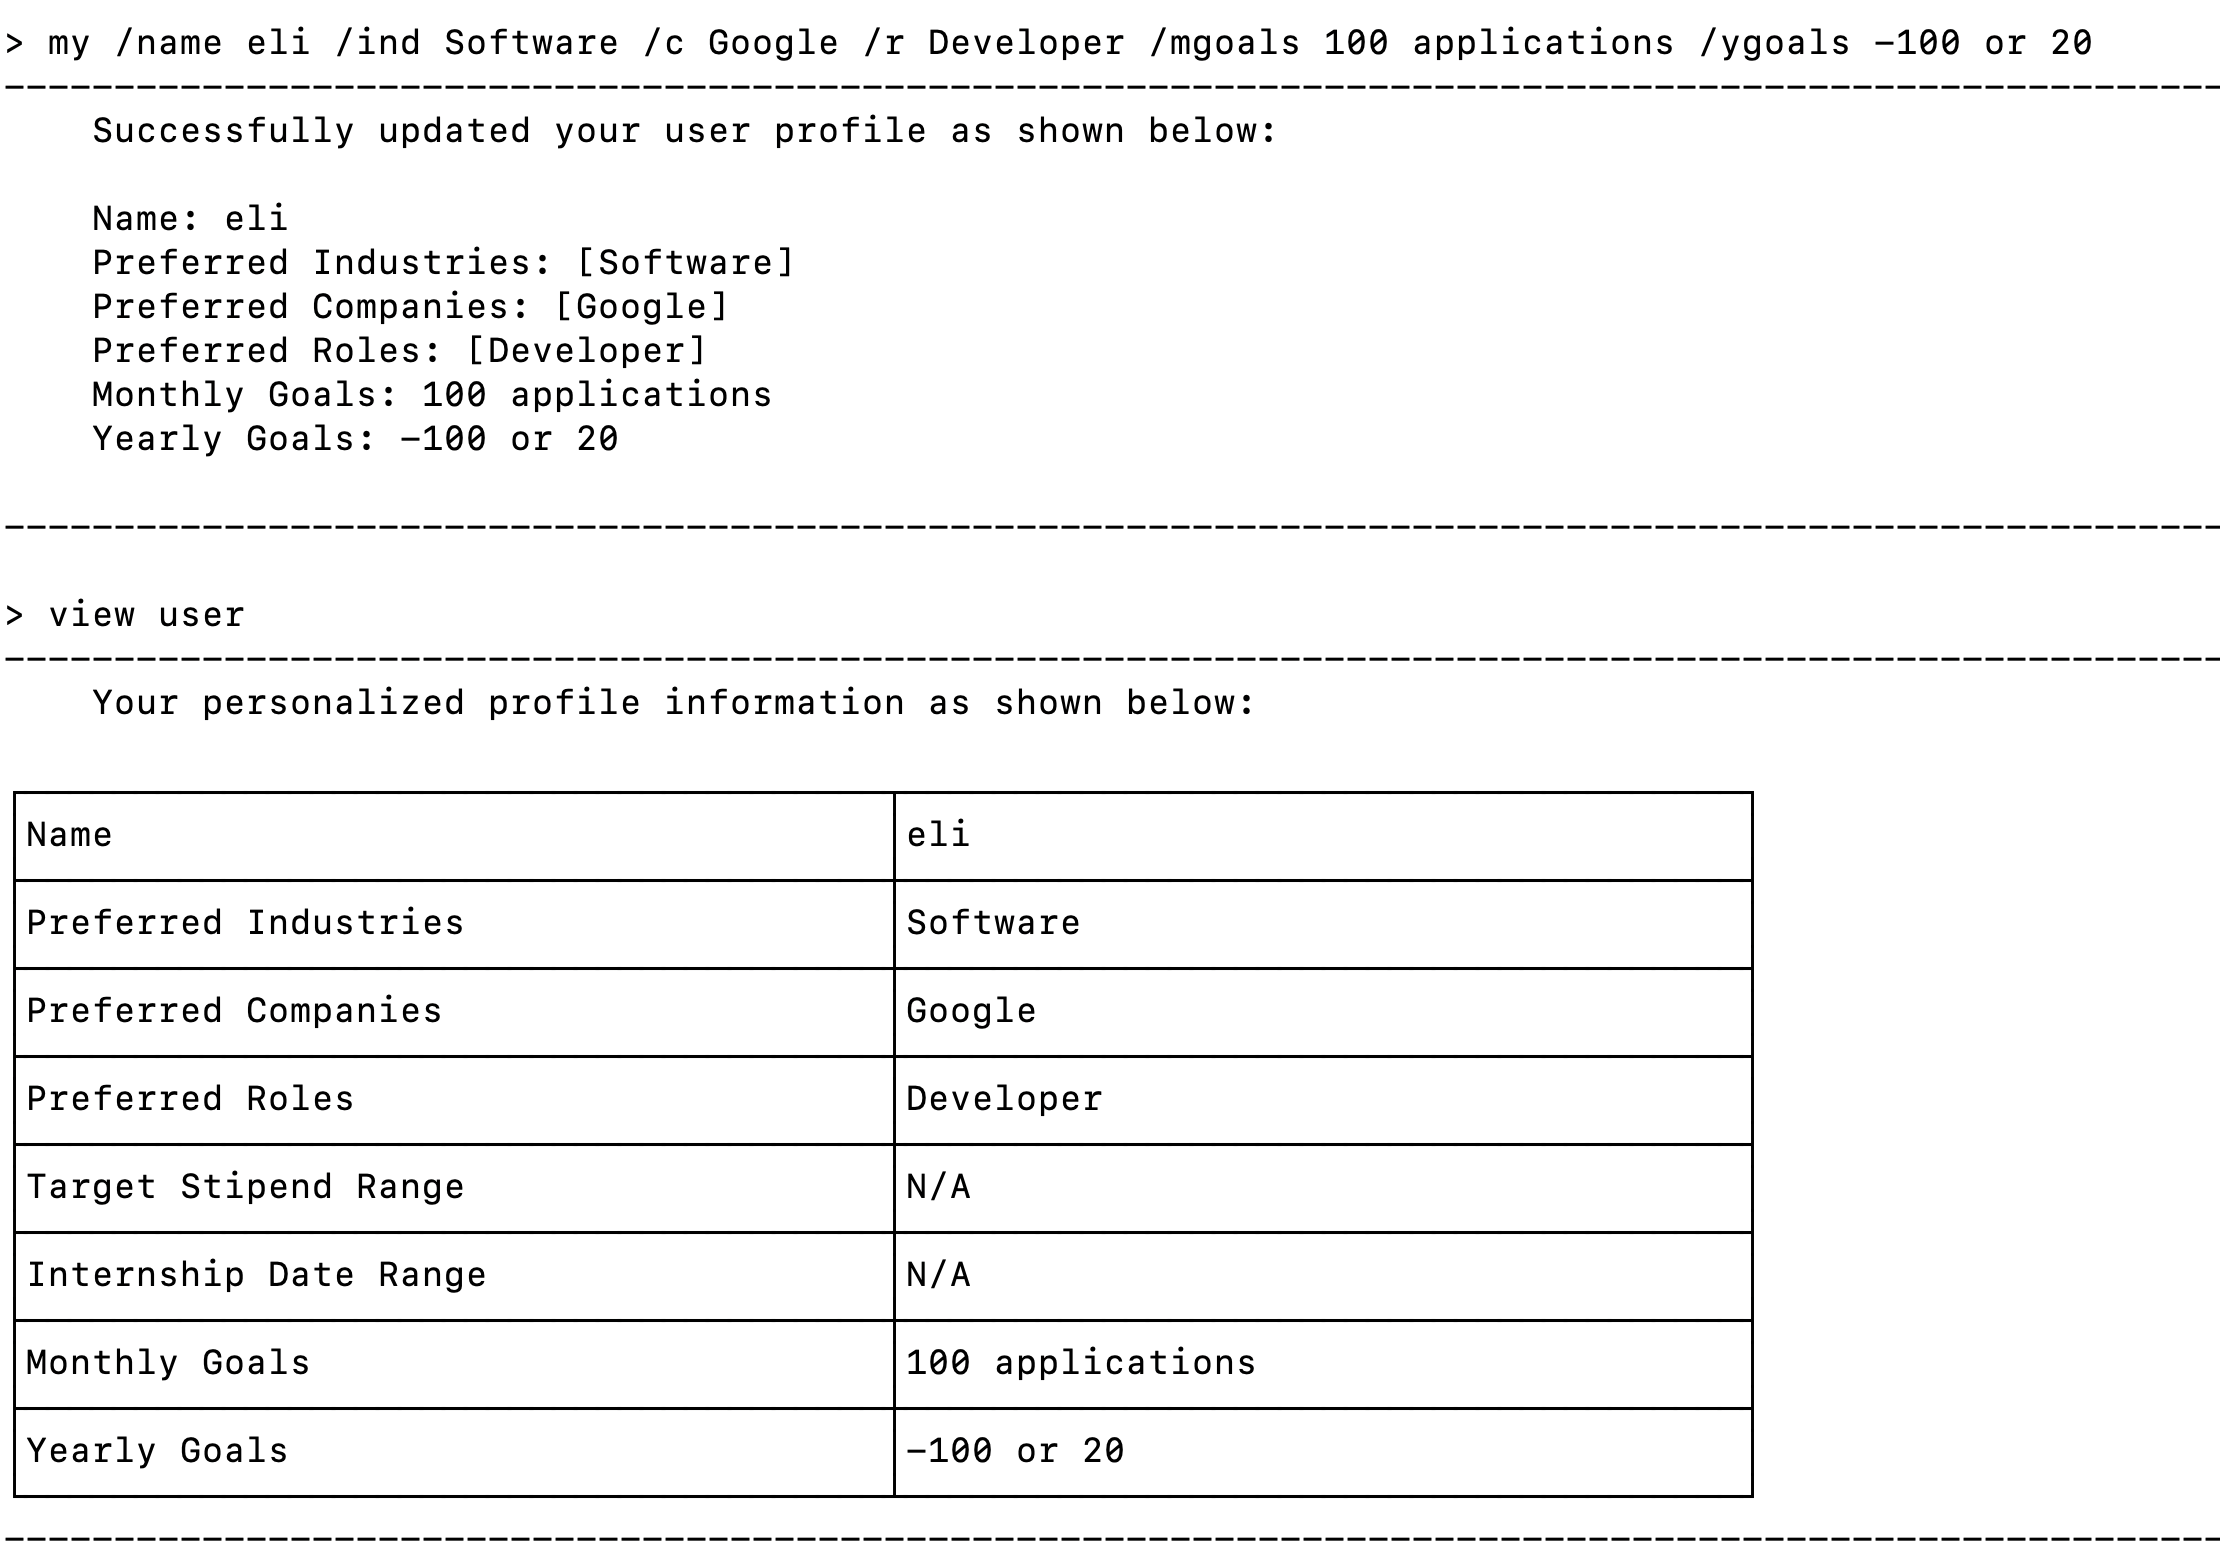 > my /name eli /ind Software /c Google /r Developer /mgoals 100 applications /ygoals -100 or 20
-----------------------------------------------------------------------------------------------------
Successfully updated your user profile as shown below:
Name: eli
Preferred Industries: [Software]
Preferred Companies: [Google]
Preferred Roles: [Developer]
Monthly Goals: 100 applications
Yearly Goals: -100 or 20
-----------------------------------------------------------------------------------------------------
> view user
-----------------------------------------------------------------------------------------------------
Your personalized profile information as shown below:
Name eli
Preferred Industries Software
Preferred Companies Google
Preferred Roles Developer
Target Stipend Range N/A
Internship Date Range N/A
Monthly Goals 100 applications
Yearly Goals -100 or 20
-----------------------------------------------------------------------------------------------------